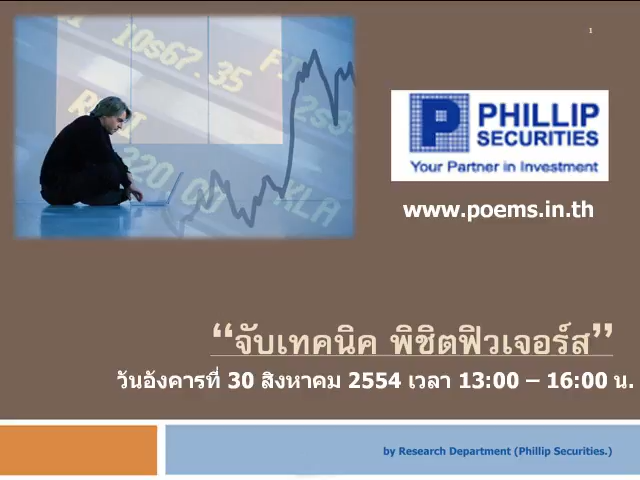 1
10s67.35
PHILLIP
SECURITIES
Your Partner in Investment
www.poems.in.th
“จับเทคนิค พิชิตฟิวเจอร์ส”
วันอังคารที่ 30 สิงหาคม 2554 เวลา 13:00 – 16:00 น.
by Research Department (Phillip Securities.)